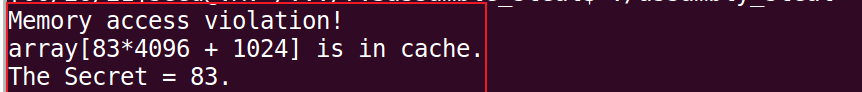 Memory access violation!
array[83*4096 + 1024] is in cache.
The Secret = 83.